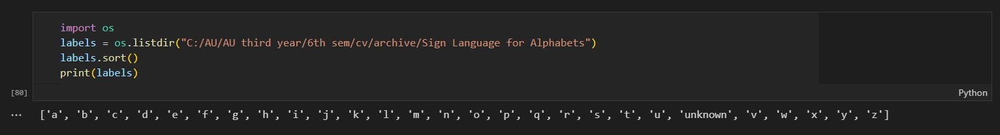 import os
labels = os.listdir("C:/AU/AU third year/6th sem/cv/archive/Sign Language for Alphabets")
labels.sort()
print(labels)
[80]
Python
... ['a', 'b', 'c', 'd', 'e', 'f', 'g', 'h', 'i', 'j', 'k', 'l', 'm', 'n', 'o', 'p', 'q', 'r', 's', 't', 'u', 'unknown', 'v', 'w', 'x', 'y', 'z']